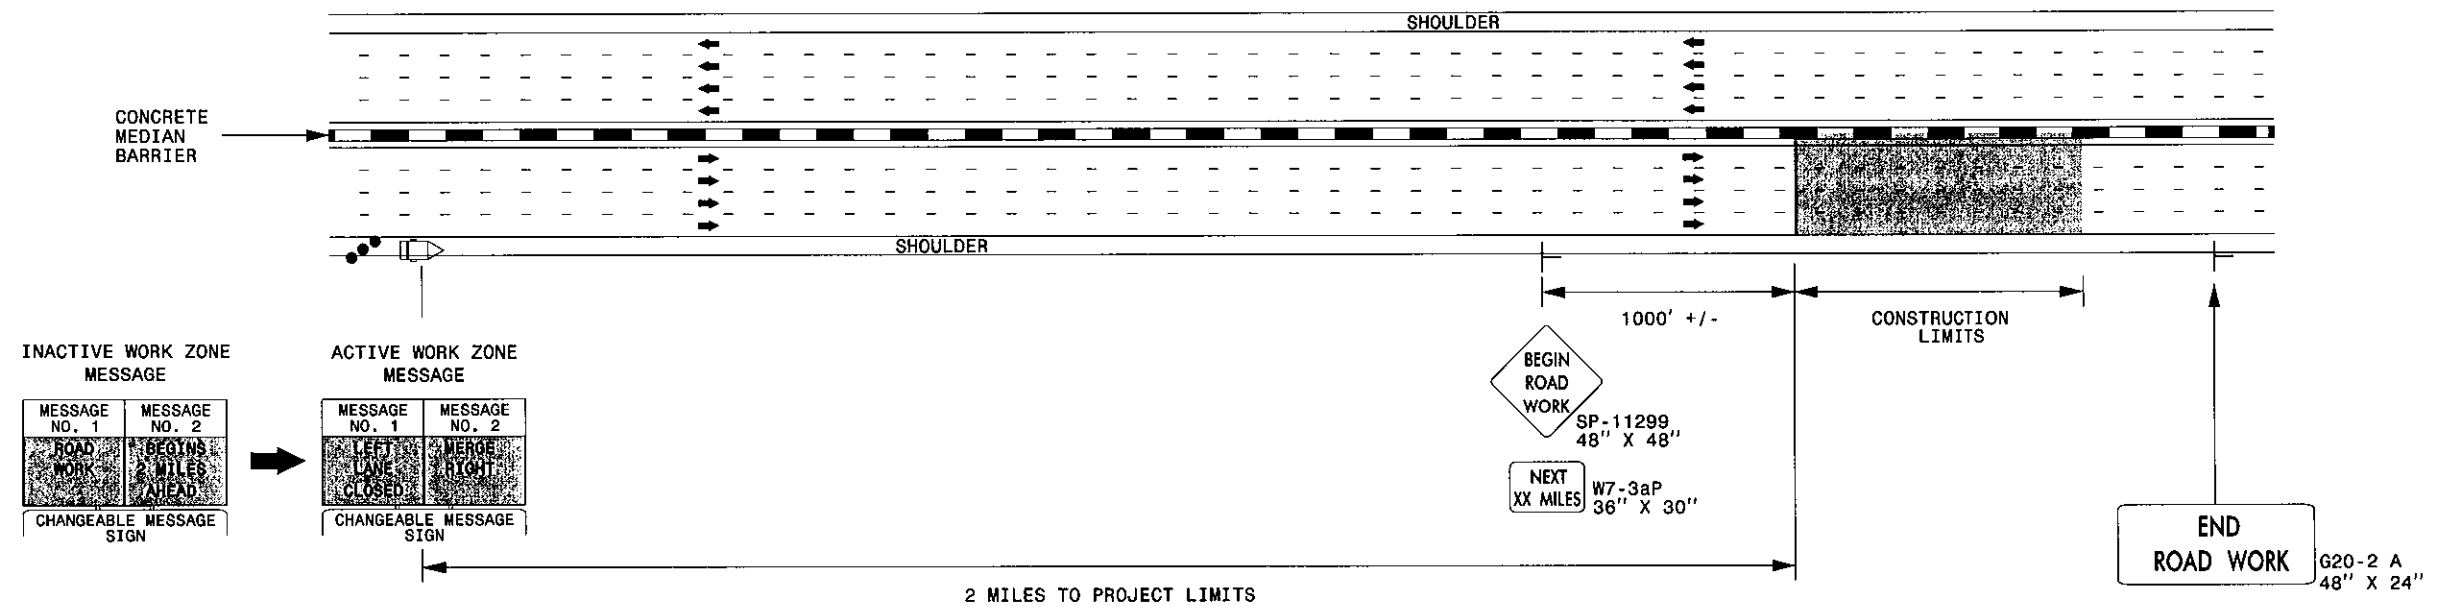 SHOULDER
CONCRETE
MEDIAN
BARRIER
SHOULDER
1000' +/-
CONSTRUCTION
LIMITS
INACTIVE WORK ZONE
MESSAGE
MESSAGE
NO. 1
MESSAGE
NO. 2
ROAD
WORK
BEGINS
2 MILES
AHEAD
CHANGEABLE MESSAGE
SIGN
ACTIVE WORK ZONE
MESSAGE
MESSAGE
NO. 1
MESSAGE
NO. 2
LEFT
LANE
CLOSED
MERGE
RIGHT
CHANGEABLE MESSAGE
SIGN
BEGIN
ROAD
WORK
SP-11299
48" X 48"
NEXT
XX MILES
W7-3aP
36" X 30"
END
ROAD WORK
G20-2 A
48" X 24"
2 MILES TO PROJECT LIMITS